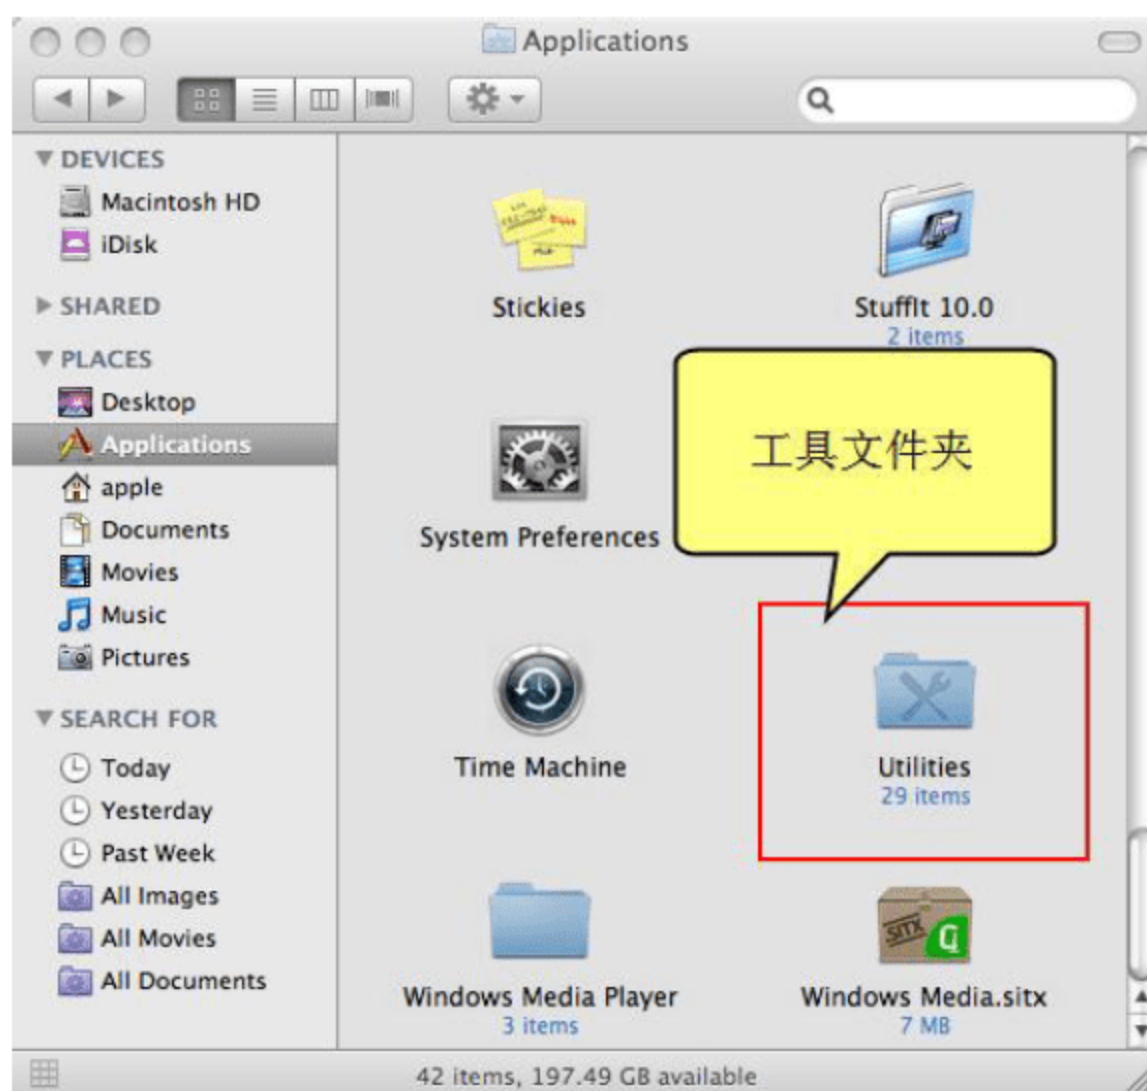 Applications
DEVICES
Macintosh HD
iDisk
SHARED
PLACES
Desktop
Applications
apple
Documents
Movies
Music
Pictures
SEARCH FOR
Today
Yesterday
Past Week
All Images
All Movies
All Documents
Stickies
StuffIt 10.0
2 items
System Preferences
工具文件夹
Time Machine
Utilities
29 items
SITX
Windows Media Player
3 items
Windows Media.sitx
7 MB
42 items, 197.49 GB available